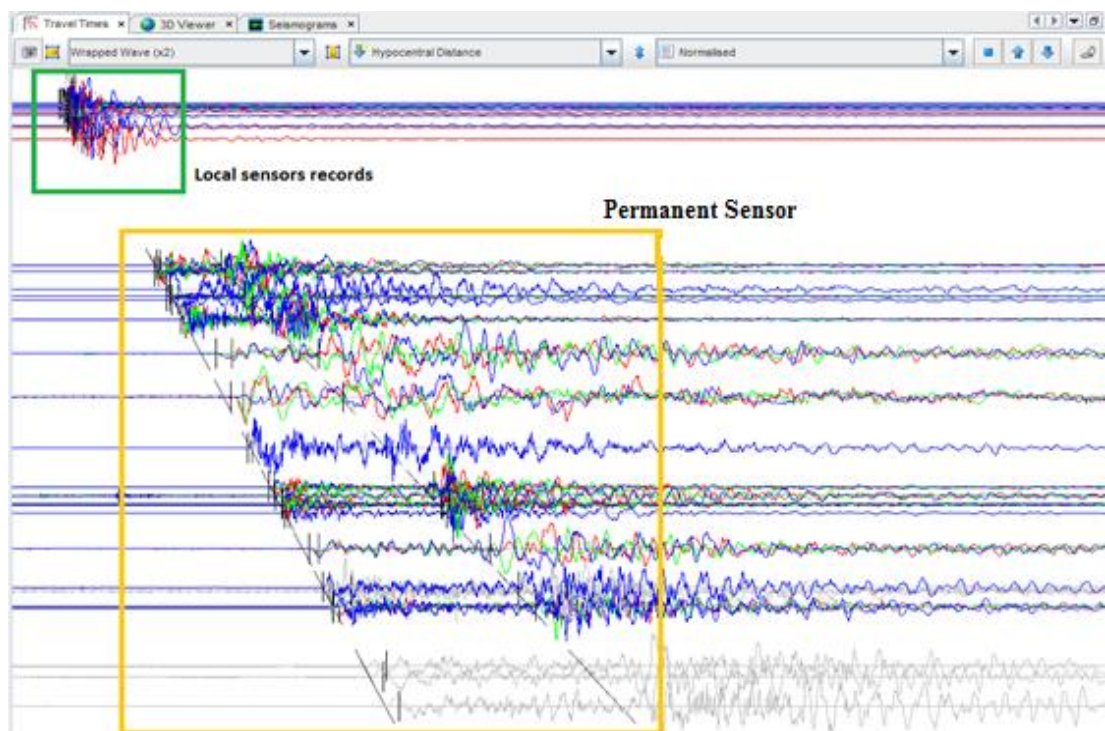 Travel Times 3D Viewer Seismograms
Wrapped Wave (x2) Hypocentral Distance Normalised
Local sensors records
Permanent Sensor